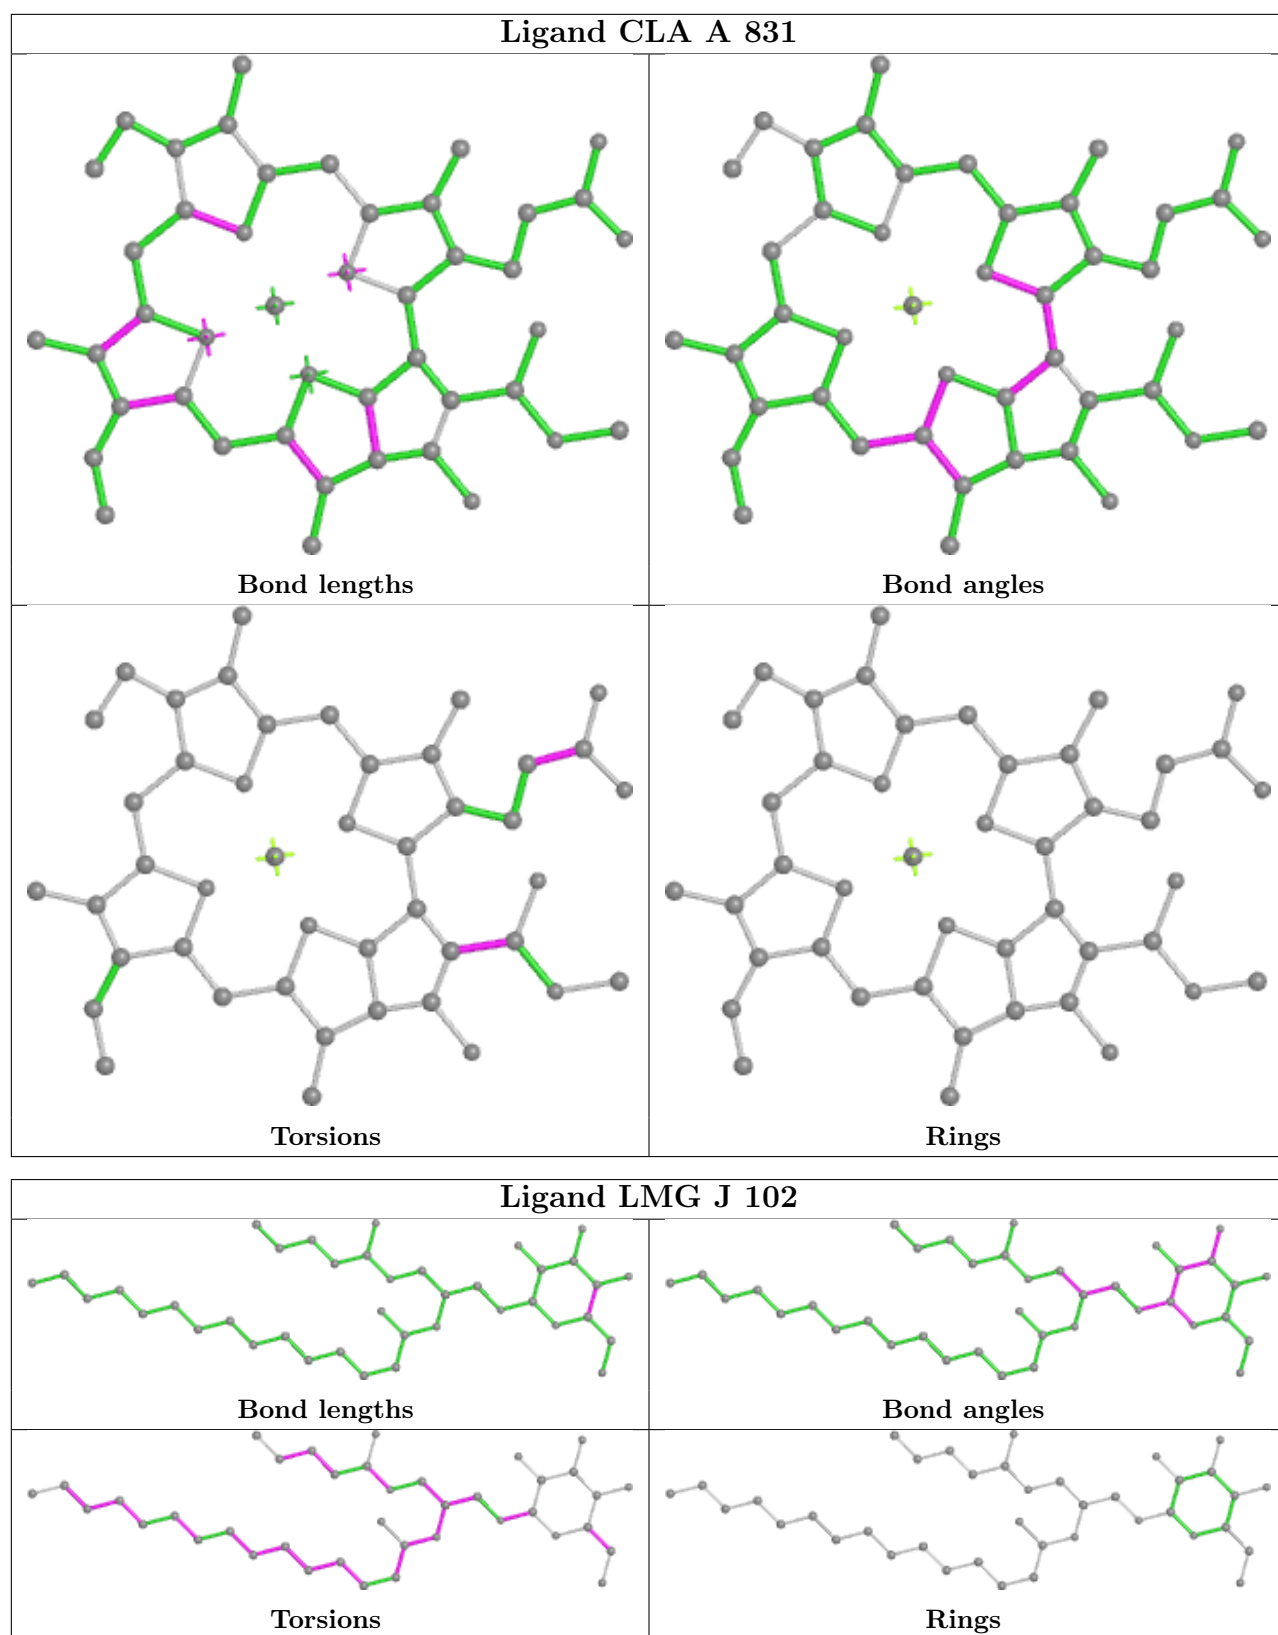 Ligand CLA A 831
Bond lengths
Bond angles
Torsions
Rings
Ligand LMG J 102
Bond lengths
Bond angles
Torsions
Rings